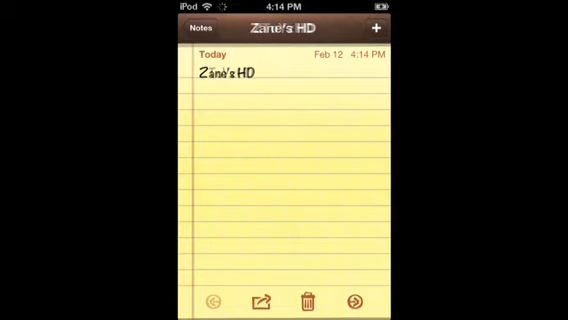 iPod 4:14 PM
Notes Zane's HD +
Today Feb 12 4:14 PM
Zane's HD